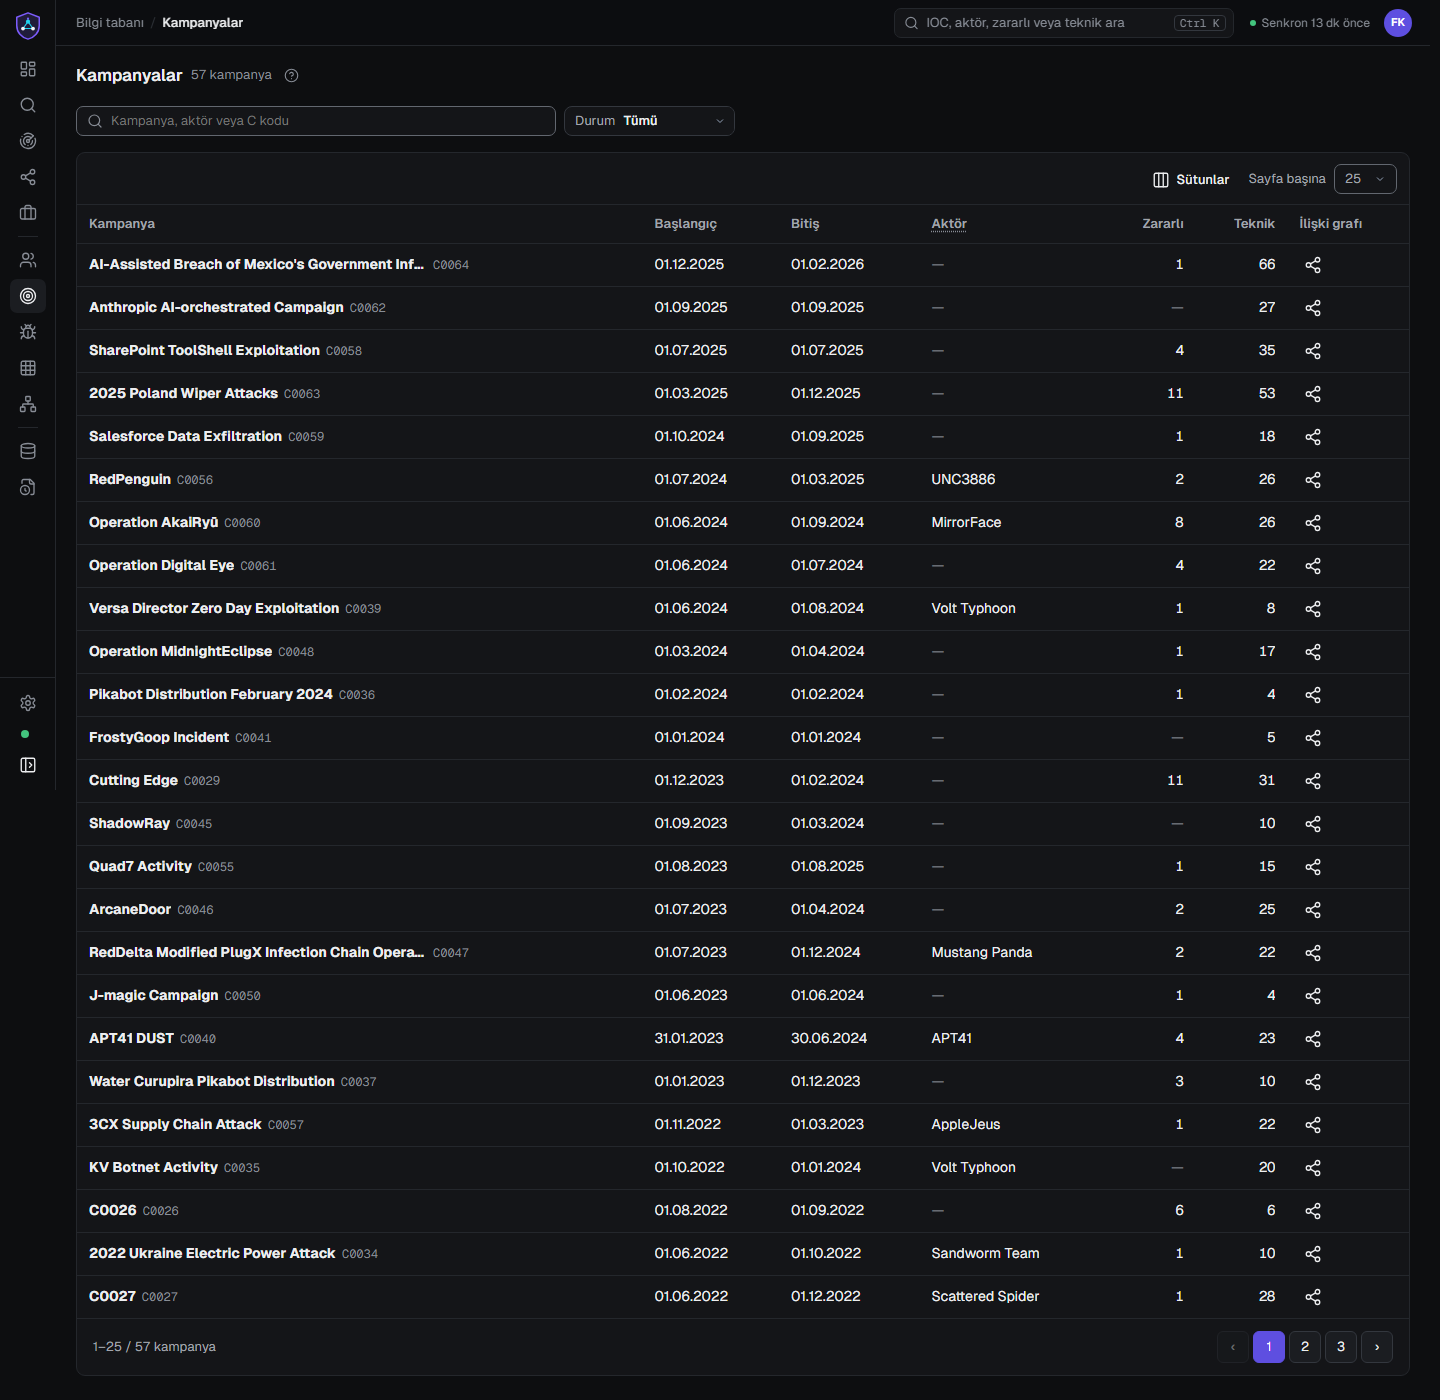 Bilgi tabanı / Kampanyalar
IOC, aktör, zararlı veya teknik ara Ctrl K
Senkron 13 dk önce
FK
Kampanyalar 57 kampanya
Kampanya, aktör veya C kodu
Durum Tümü
Sütunlar Sayfa başına 25
Kampanya Başlangıç Bitiş Aktör Zararlı Teknik İlişki grafı
AI-Assisted Breach of Mexico's Government Inf... C0064 01.12.2025 01.02.2026 — 1 66
Anthropic AI-orchestrated Campaign C0062 01.09.2025 01.09.2025 — — 27
SharePoint ToolShell Exploitation C0058 01.07.2025 01.07.2025 — 4 35
2025 Poland Wiper Attacks C0063 01.03.2025 01.12.2025 — 11 53
Salesforce Data Exfiltration C0059 01.10.2024 01.09.2025 — 1 18
RedPenguin C0056 01.07.2024 01.03.2025 UNC3886 2 26
Operation AkaiRyū C0060 01.06.2024 01.09.2024 MirrorFace 8 26
Operation Digital Eye C0061 01.06.2024 01.07.2024 — 4 22
Versa Director Zero Day Exploitation C0039 01.06.2024 01.08.2024 Volt Typhoon 1 8
Operation MidnightEclipse C0048 01.03.2024 01.04.2024 — 1 17
Pikabot Distribution February 2024 C0036 01.02.2024 01.02.2024 — 1 4
FrostyGoop Incident C0041 01.01.2024 01.01.2024 — — 5
Cutting Edge C0029 01.12.2023 01.02.2024 — 11 31
ShadowRay C0045 01.09.2023 01.03.2024 — — 10
Quad7 Activity C0055 01.08.2023 01.08.2025 — 1 15
ArcaneDoor C0046 01.07.2023 01.04.2024 — 2 25
RedDelta Modified PlugX Infection Chain Opera... C0047 01.07.2023 01.12.2024 Mustang Panda 2 22
J-magic Campaign C0050 01.06.2023 01.06.2024 — 1 4
APT41 DUST C0040 31.01.2023 30.06.2024 APT41 4 23
Water Curupira Pikabot Distribution C0037 01.01.2023 01.12.2023 — 3 10
3CX Supply Chain Attack C0057 01.11.2022 01.03.2023 AppleJeus 1 22
KV Botnet Activity C0035 01.10.2022 01.01.2024 Volt Typhoon — 20
C0026 C0026 01.08.2022 01.09.2022 — 6 6
2022 Ukraine Electric Power Attack C0034 01.06.2022 01.10.2022 Sandworm Team 1 10
C0027 C0027 01.06.2022 01.12.2022 Scattered Spider 1 28
1–25 / 57 kampanya ‹ 1 2 3 ›